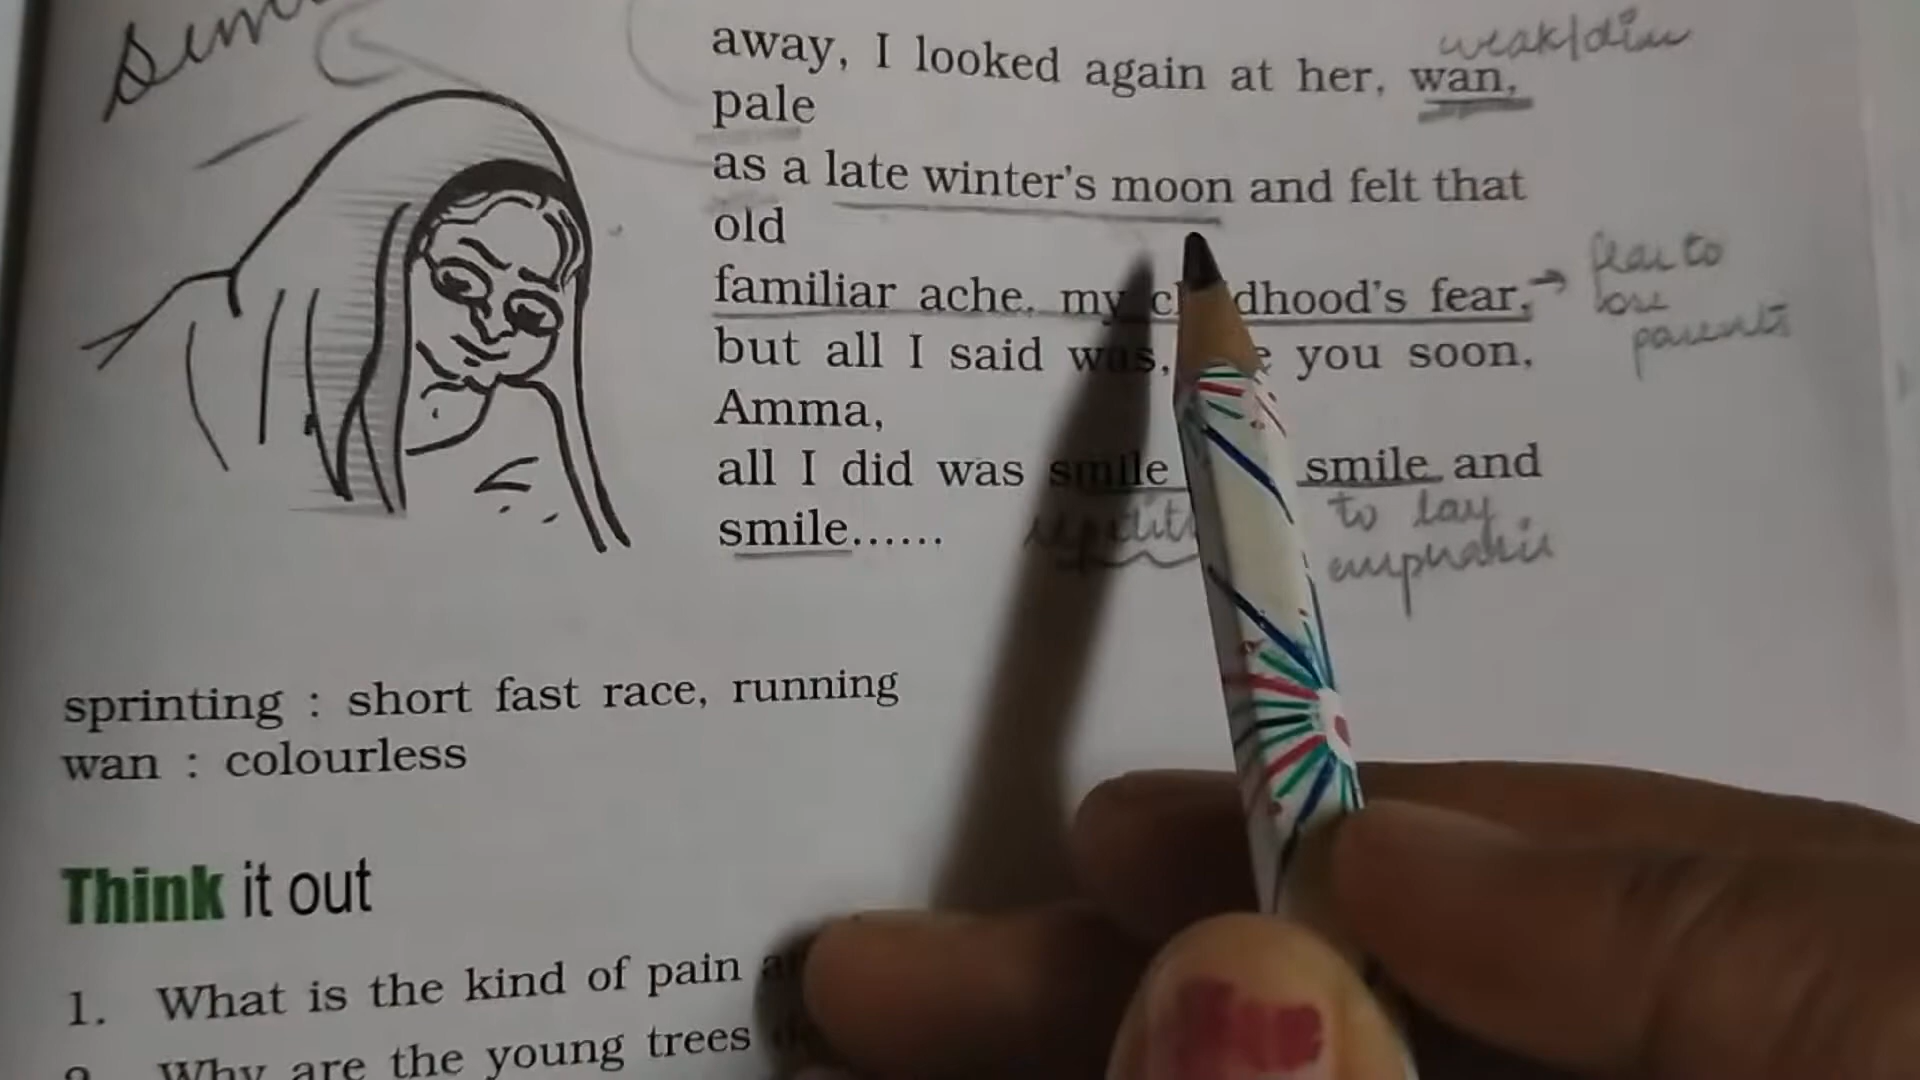 weak/dim
away, I looked again at her, wan,
pale
as a late winter's moon and felt that
old
familiar ache, my childhood's fear,
fear to
lose
parents
but all I said was, you soon,
Amma,
all I did was smile smile and
smile......
to lay
emphasis
sprinting : short fast race, running
wan : colourless
Think it out
1. What is the kind of pain
2. Why are the young trees